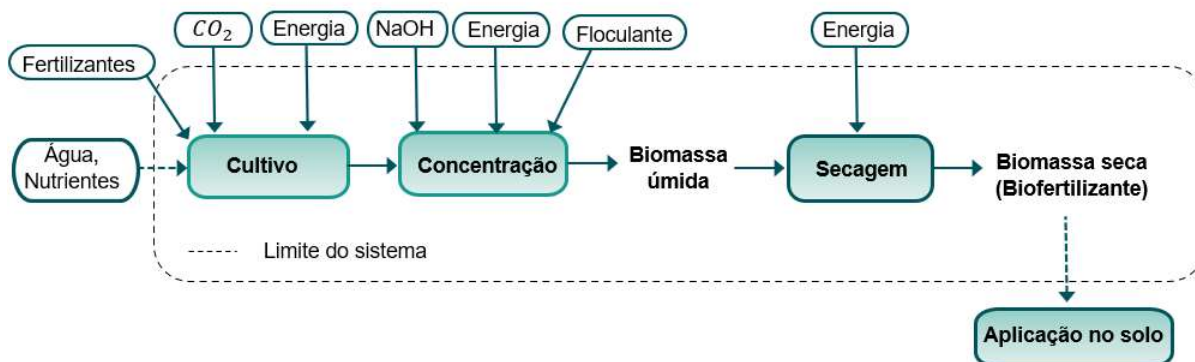 CO₂
Energia
NaOH
Energia
Floculante
Energia
Fertilizantes
Água,
Nutrientes
Cultivo
Concentração
Biomassa
úmida
Secagem
Biomassa seca
(Biofertilizante)
Limite do sistema
Aplicação no solo